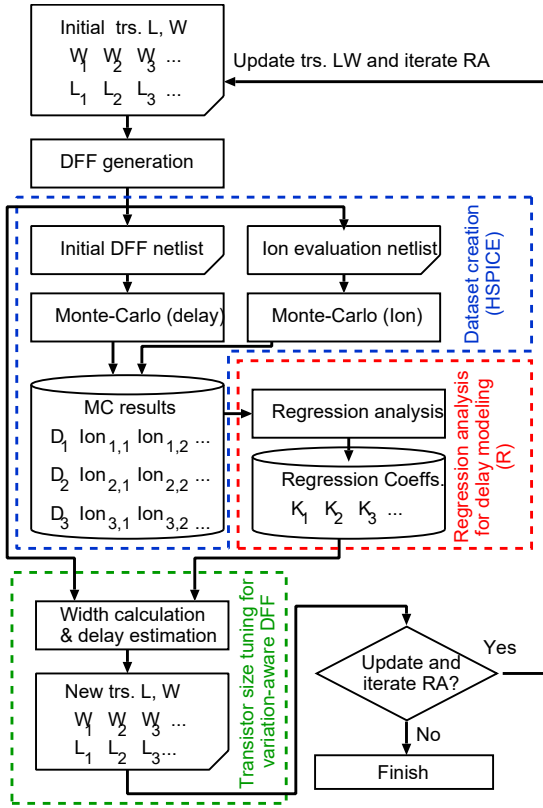 Initial trs. L, W
W1 W2 W3 ...
L1 L2 L3 ...
Update trs. LW and iterate RA
DFF generation
Initial DFF netlist
Ion evaluation netlist
Monte-Carlo (delay)
Monte-Carlo (Ion)
Dataset creation
(HSPICE)
MC results
D1 Ion1,1 Ion1,2 ...
D2 Ion2,1 Ion2,2 ...
D3 Ion3,1 Ion3,2 ...
Regression analysis
Regression Coeffs.
K1 K2 K3 ...
Regression analysis
for delay modeling
(R)
Width calculation
& delay estimation
New trs. L, W
W1 W2 W3 ...
L1 L2 L3...
Transistor size tuning for
variation-aware DFF
Update and
iterate RA?
Yes
No
Finish